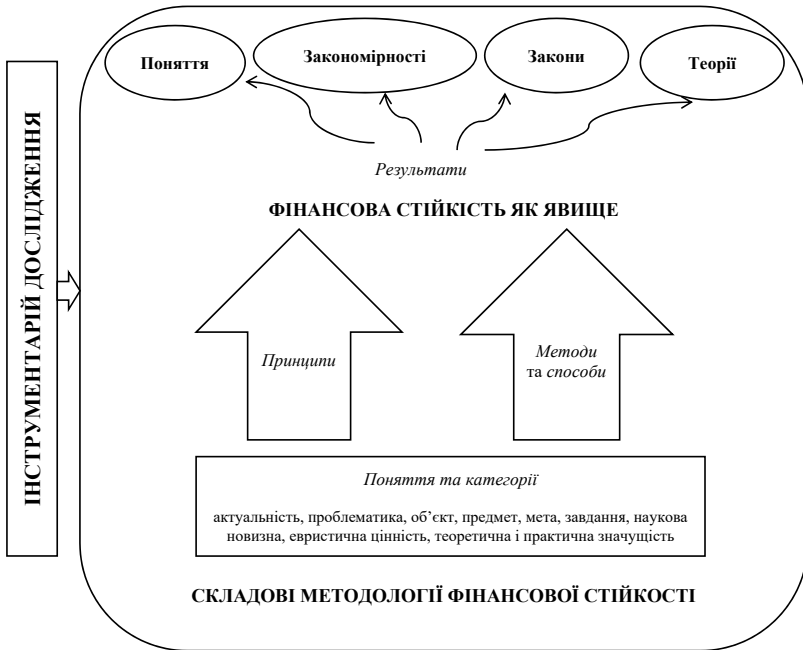 ІНСТРУМЕНТАРІЙ ДОСЛІДЖЕННЯ
Поняття
Закономірності
Закони
Теорії
Результати
ФІНАНСОВА СТІЙКІСТЬ ЯК ЯВИЩЕ
Принципи
Методи
та способи
Поняття та категорії
актуальність, проблематика, об’єкт, предмет, мета, завдання, наукова
новизна, евристична цінність, теоретична і практична значущість
СКЛАДОВІ МЕТОДОЛОГІЇ ФІНАНСОВОЇ СТІЙКОСТІ